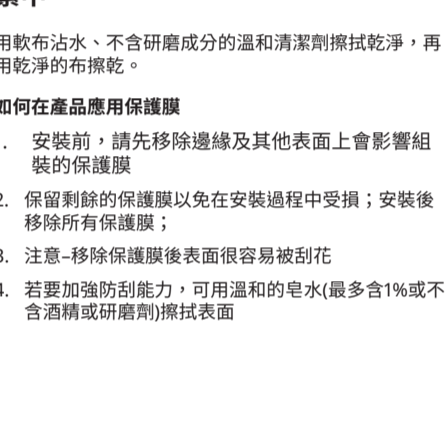 用軟布沾水、不含研磨成分的溫和清潔劑擦拭乾淨，再
用乾淨的布擦乾。
如何在產品應用保護膜
. 安裝前，請先移除邊緣及其他表面上會影響組
裝的保護膜
2. 保留剩餘的保護膜以免在安裝過程中受損；安裝後
移除所有保護膜；
3. 注意–移除保護膜後表面很容易被刮花
4. 若要加強防刮能力，可用溫和的皂水(最多含1%或不
含酒精或研磨劑)擦拭表面